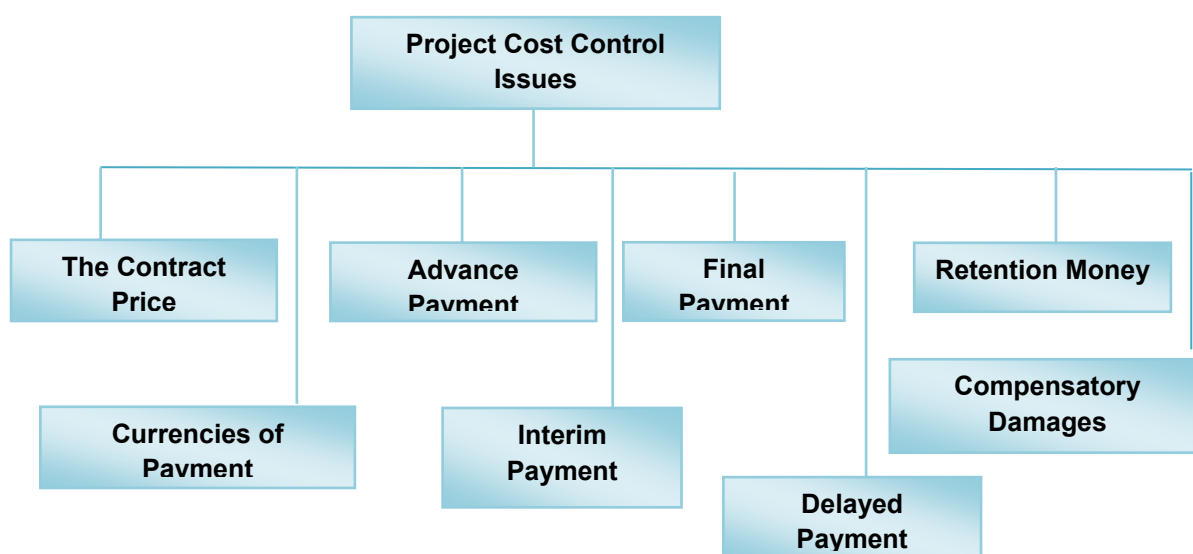 Project Cost Control
Issues
The Contract
Price
Advance
Payment
Final
Payment
Retention Money
Currencies of
Payment
Interim
Payment
Compensatory
Damages
Delayed
Payment